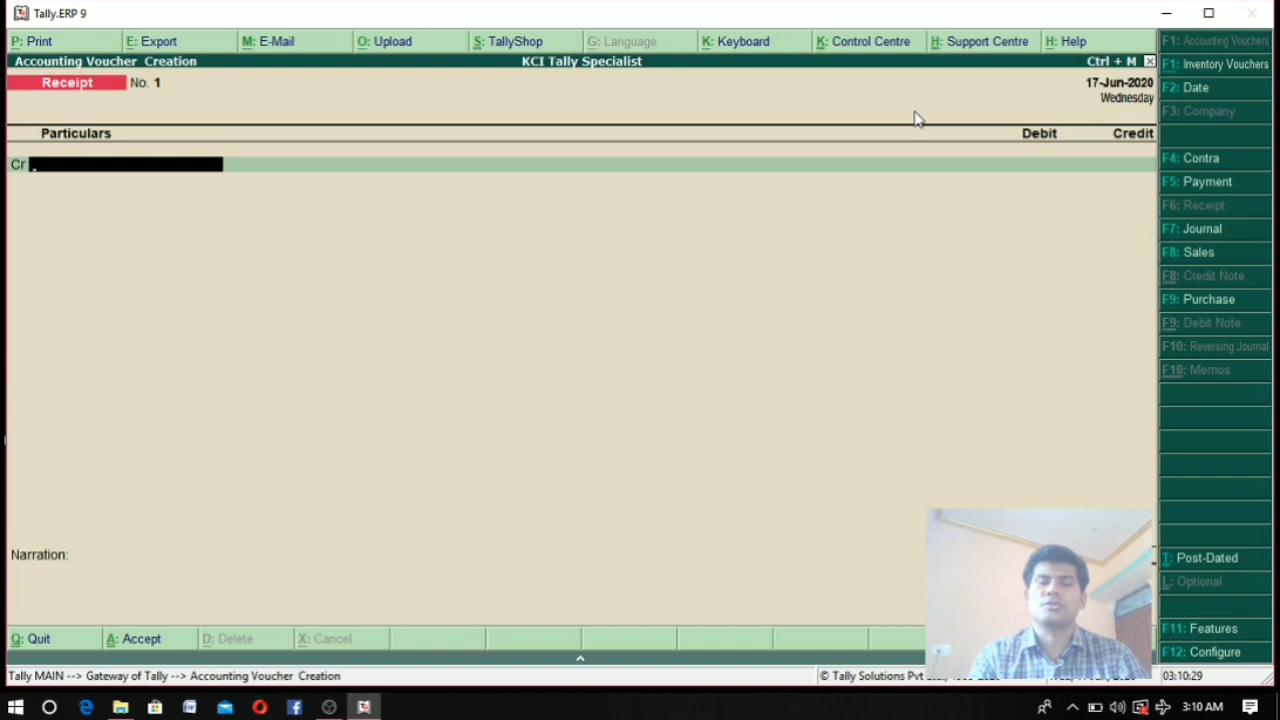 Tally.ERP 9
P: Print E: Export M: E-Mail O: Upload S: TallyShop G: Language K: Keyboard K: Control Centre H: Support Centre H: Help
F1: Accounting Vouchers
Accounting Voucher Creation KCI Tally Specialist Ctrl + M
F1: Inventory Vouchers
Receipt No. 1 17-Jun-2020
F2: Date
Wednesday
F3: Company
Particulars Debit Credit
Cr
F4: Contra
F5: Payment
F6: Receipt
F7: Journal
F8: Sales
F8: Credit Note
F9: Purchase
F9: Debit Note
F10: Reversing Journal
F10: Memos
Narration:
T: Post-Dated
L: Optional
F11: Features
Q: Quit A: Accept D: Delete X: Cancel
F12: Configure
Tally MAIN --> Gateway of Tally --> Accounting Voucher Creation © Tally Solutions Pvt 03:10:29
3:10 AM